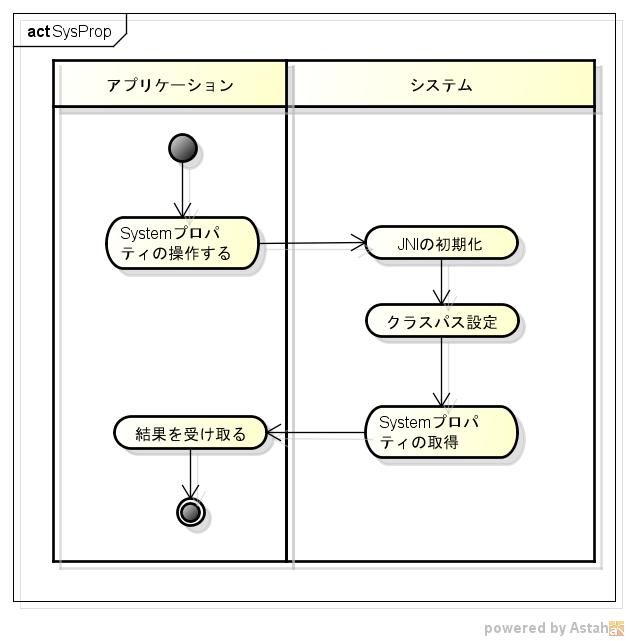 act SysProp
アプリケーション
システム
Systemプロパ
ティの操作する
JNIの初期化
クラスパス設定
Systemプロパ
ティの取得
結果を受け取る
powered by Astah